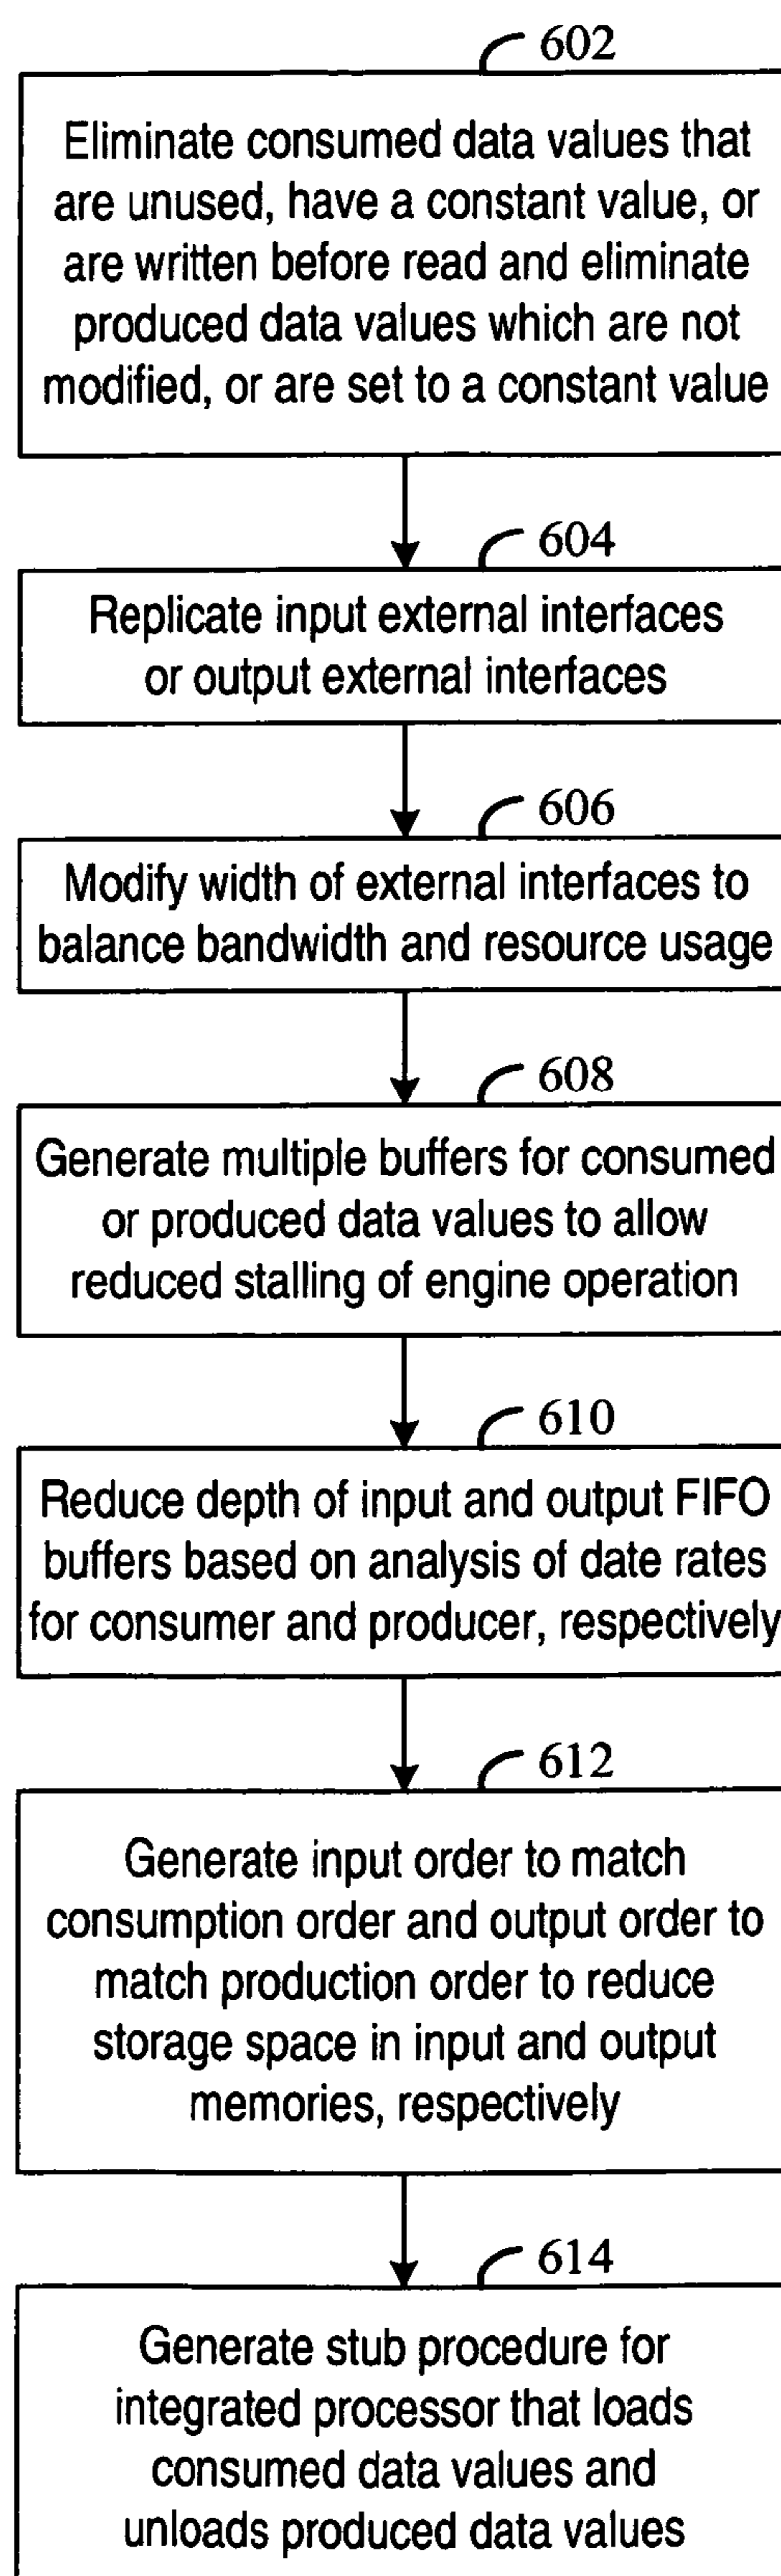 602
Eliminate consumed data values that
are unused, have a constant value, or
are written before read and eliminate
produced data values which are not
modified, or are set to a constant value
604
Replicate input external interfaces
or output external interfaces
606
Modify width of external interfaces to
balance bandwidth and resource usage
608
Generate multiple buffers for consumed
or produced data values to allow
reduced stalling of engine operation
610
Reduce depth of input and output FIFO
buffers based on analysis of date rates
for consumer and producer, respectively
612
Generate input order to match
consumption order and output order to
match production order to reduce
storage space in input and output
memories, respectively
614
Generate stub procedure for
integrated processor that loads
consumed data values and
unloads produced data values